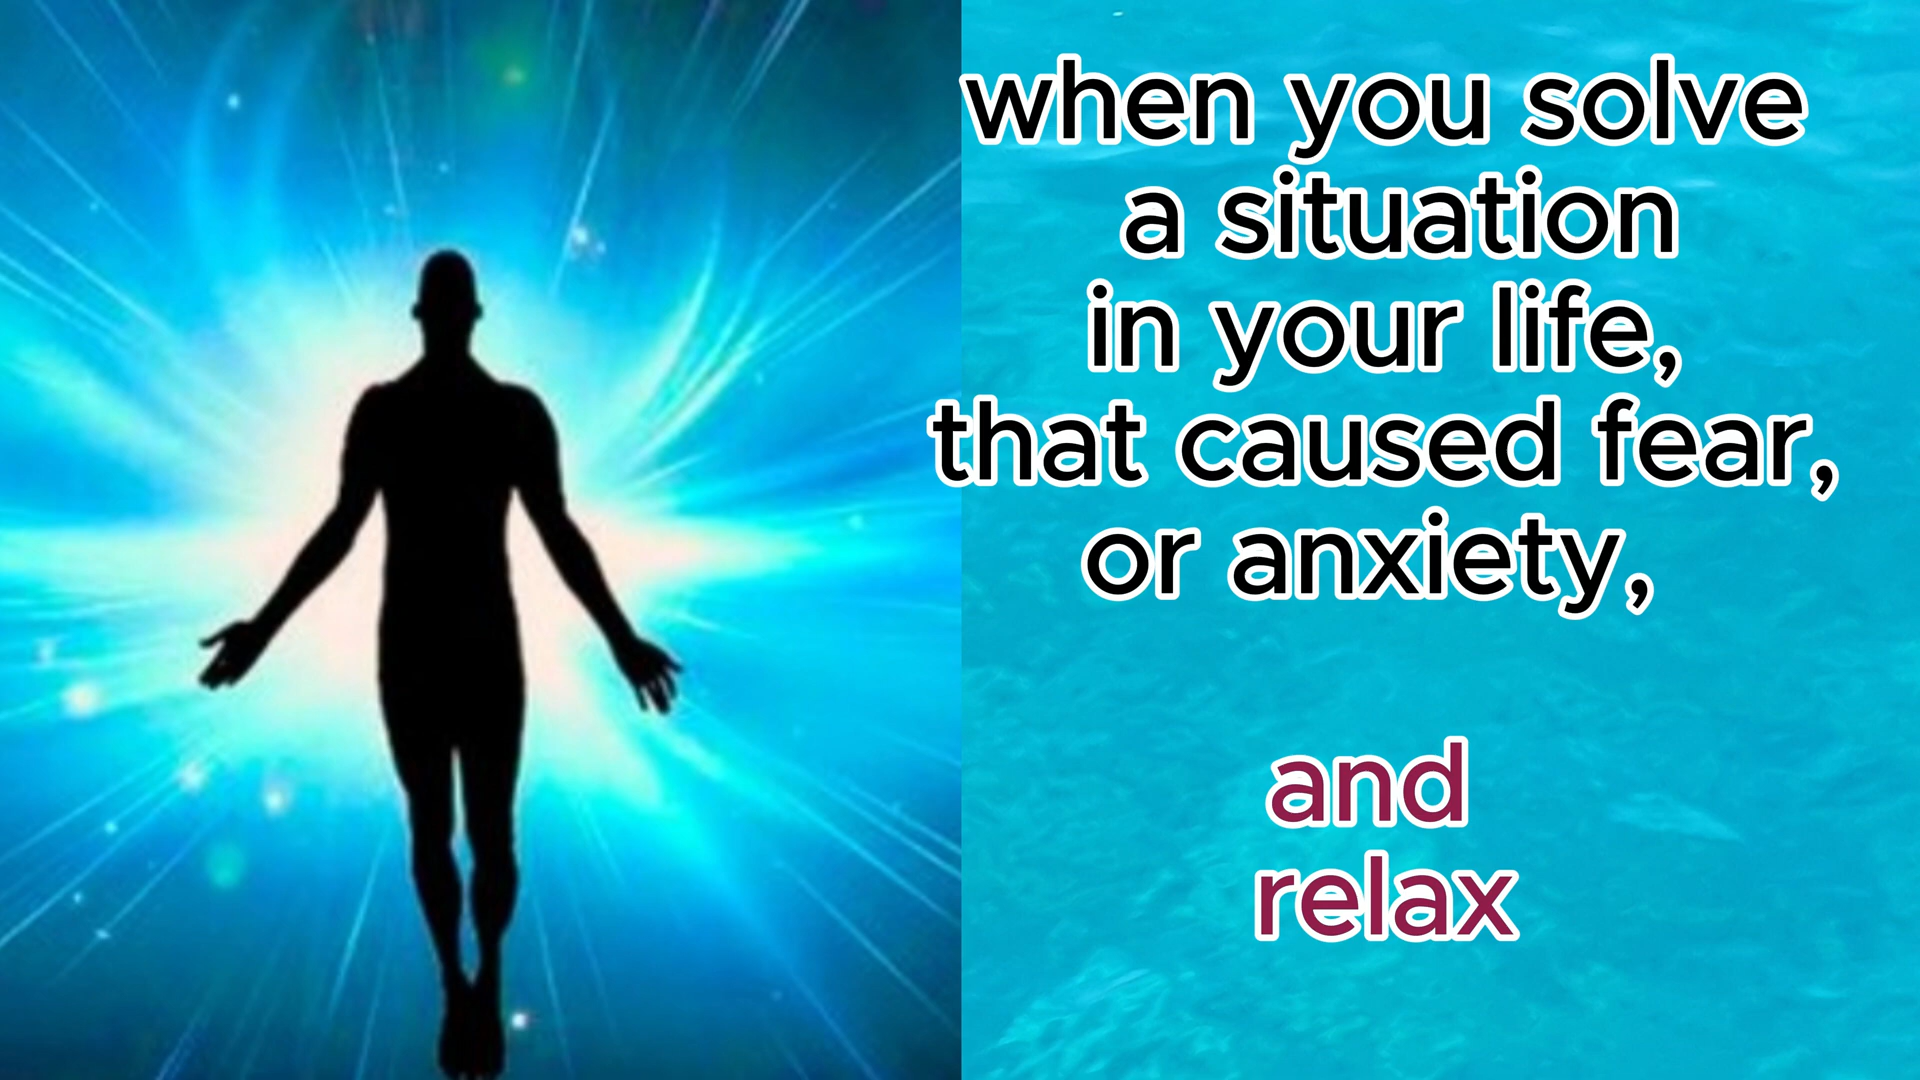 when you solve
a situation
in your life,
that caused fear,
or anxiety,
and
relax